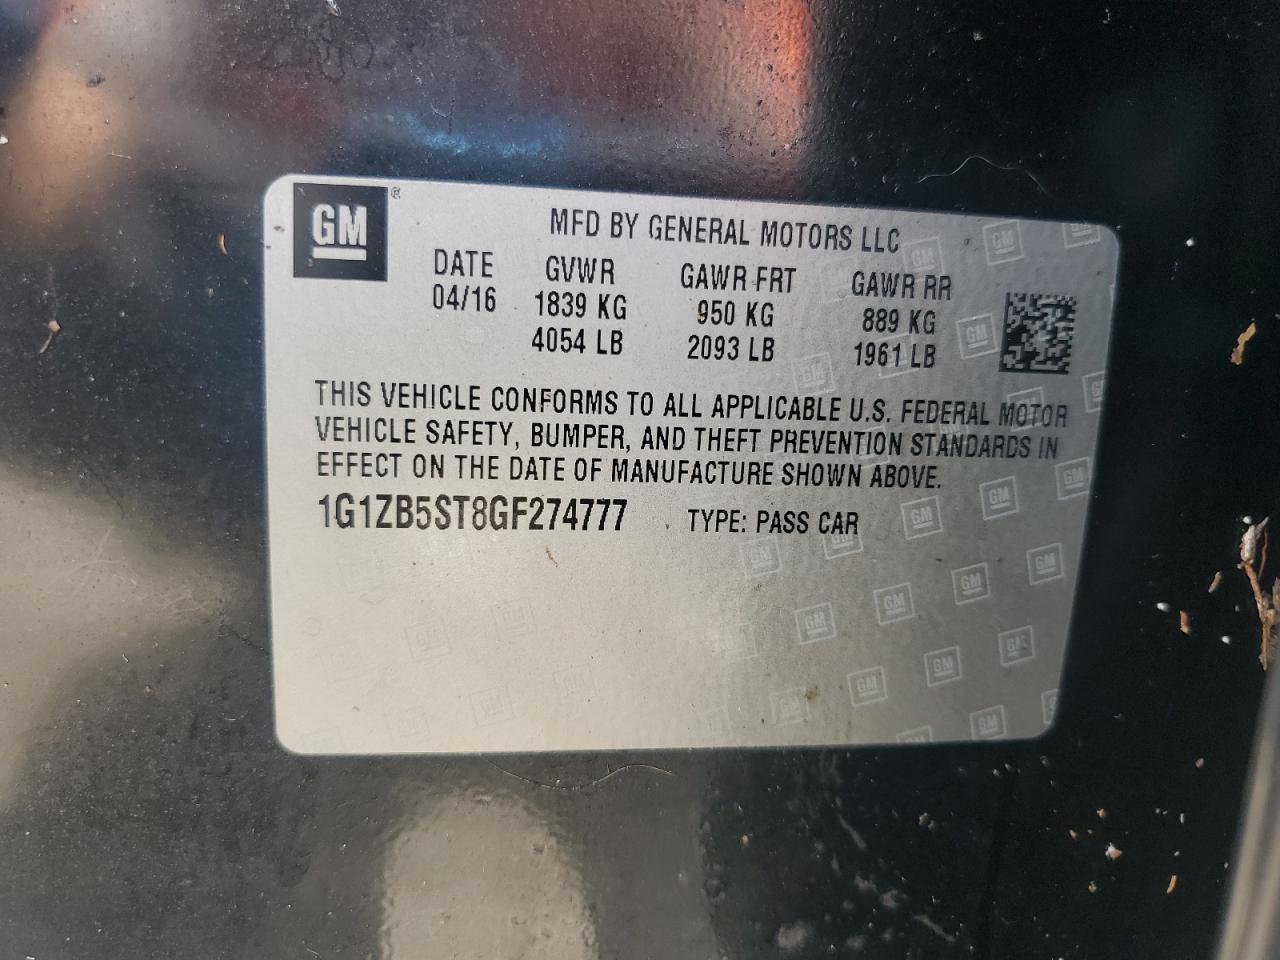 GM ®
MFD BY GENERAL MOTORS LLC
DATE GVWR GAWR FRT GAWR RR
04/16 1839 KG 950 KG 889 KG
4054 LB 2093 LB 1961 LB
THIS VEHICLE CONFORMS TO ALL APPLICABLE U.S. FEDERAL MOTOR
VEHICLE SAFETY, BUMPER, AND THEFT PREVENTION STANDARDS IN
EFFECT ON THE DATE OF MANUFACTURE SHOWN ABOVE.
1G1ZB5ST8GF274777 TYPE: PASS CAR